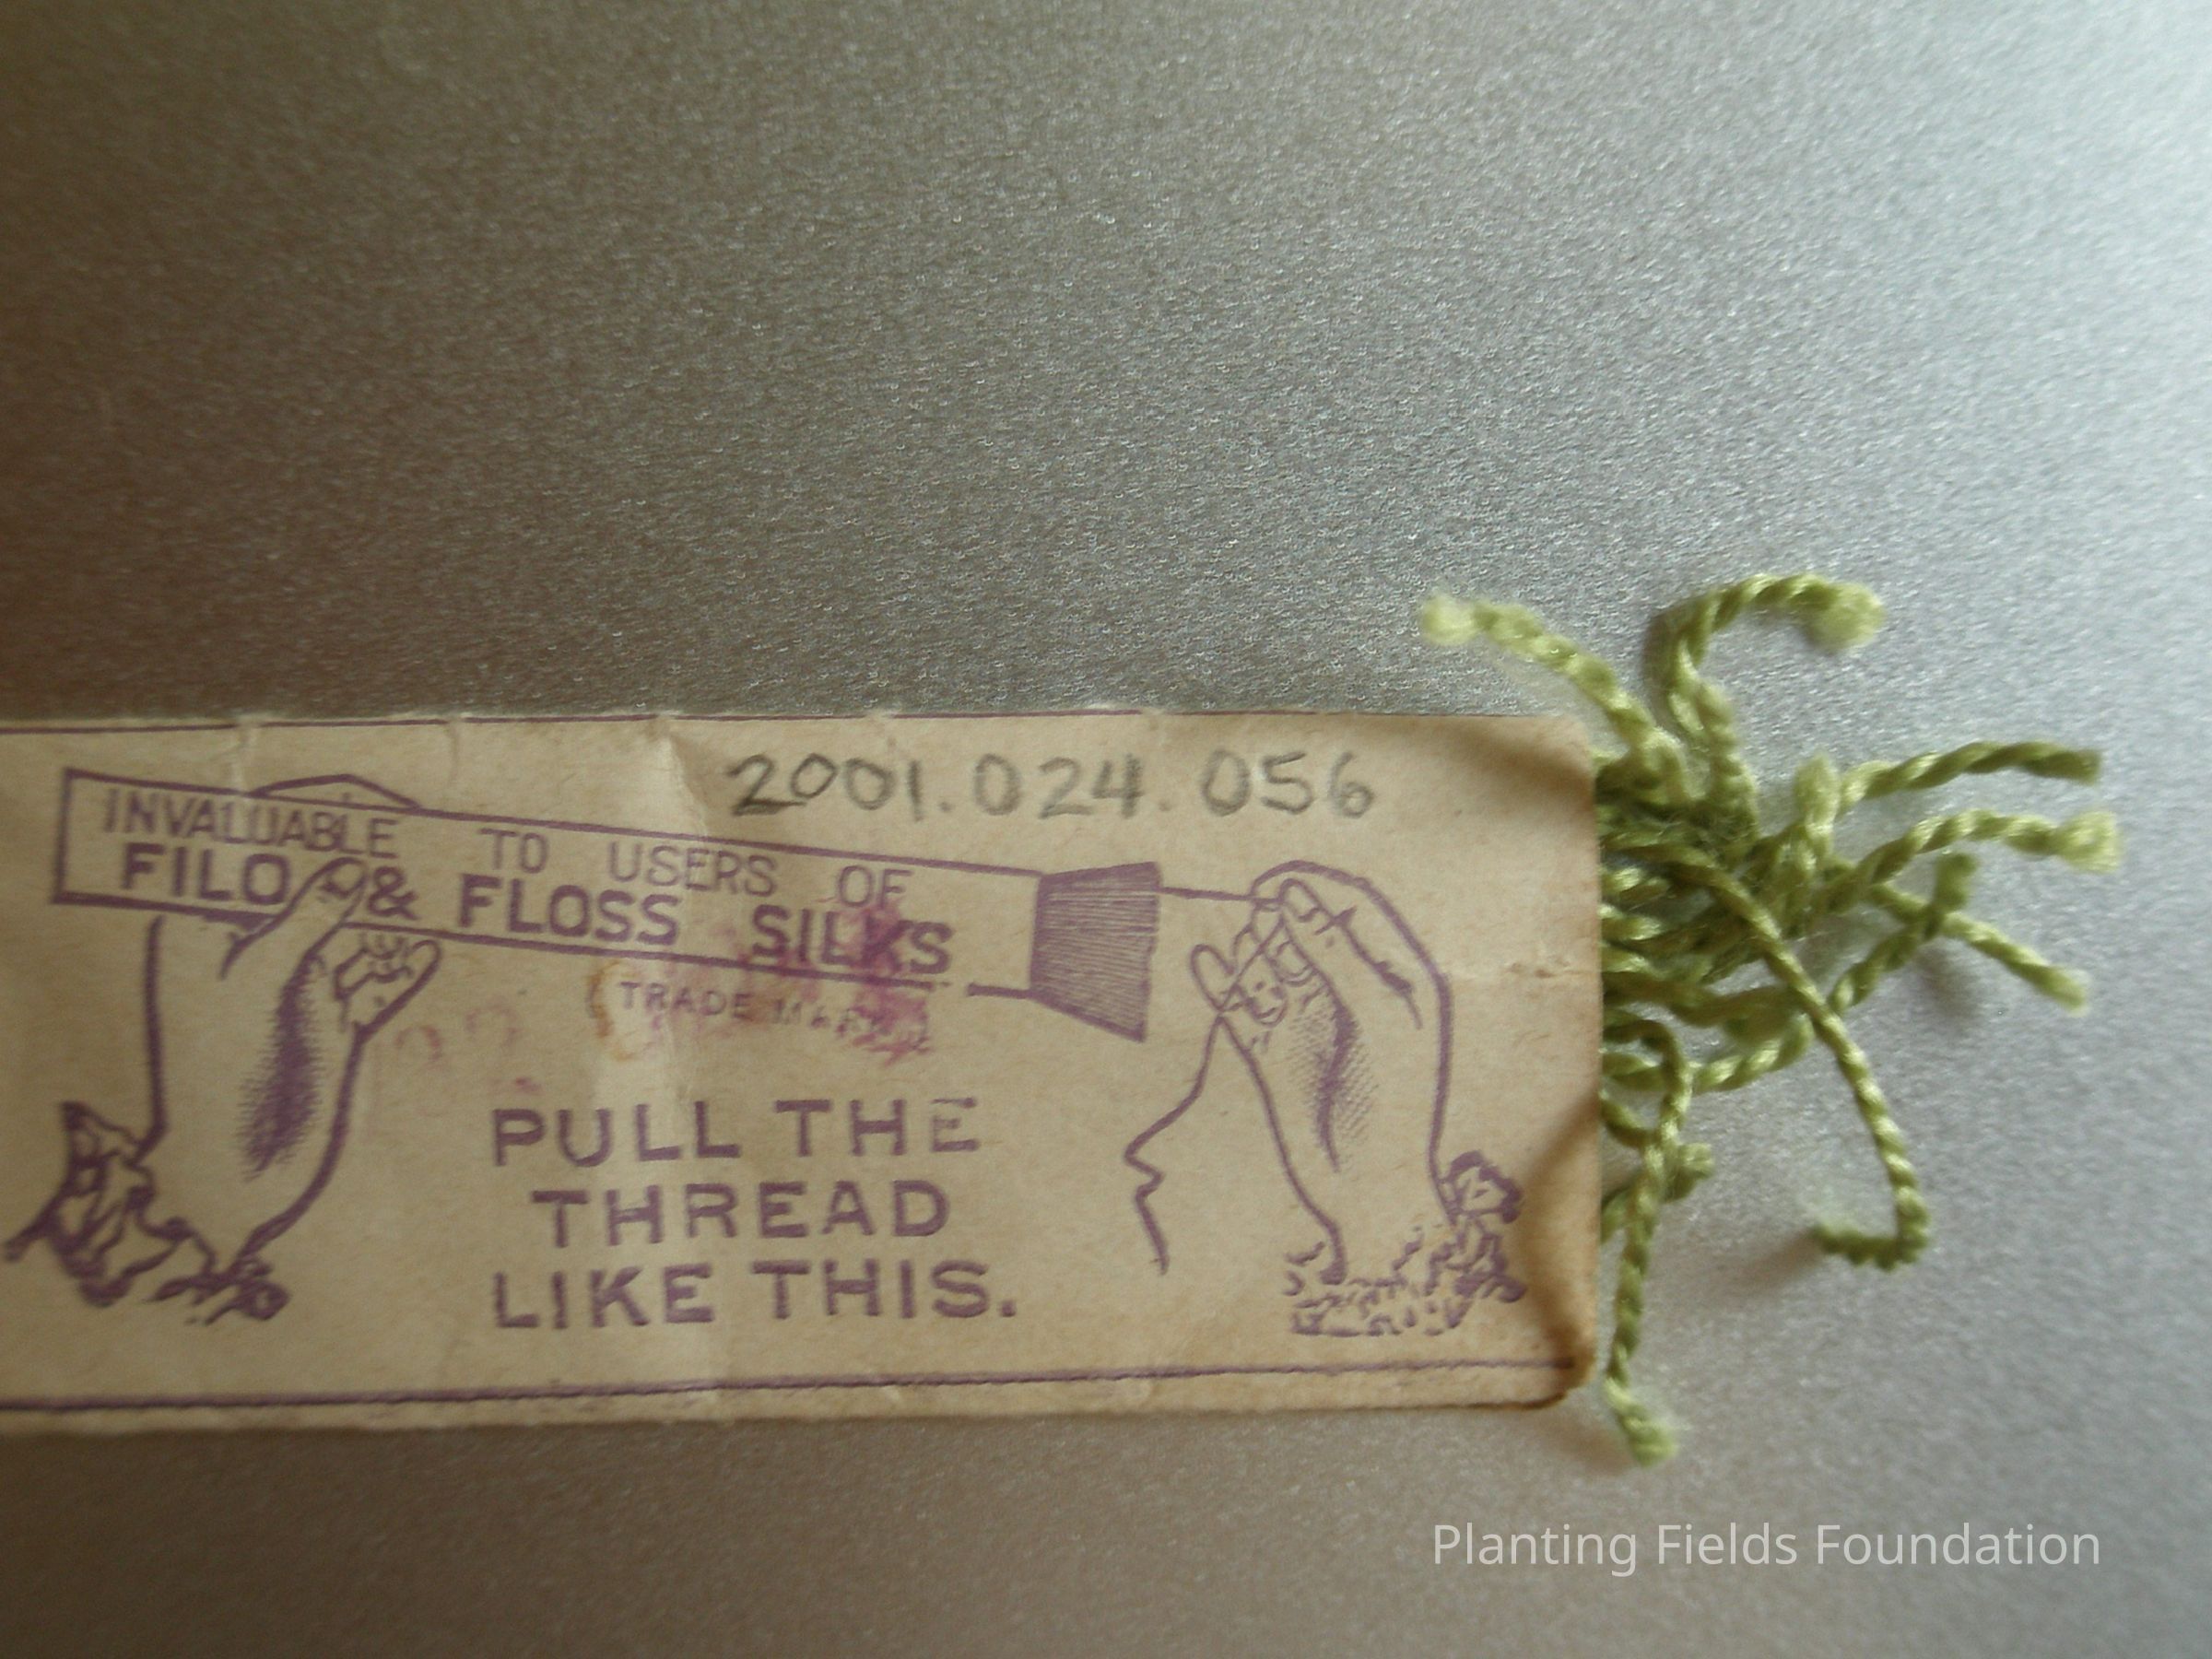 2001.024.056
INVALUABLE TO USERS OF
FILO & FLOSS SILKS
TRADE MARK
PULL THE
THREAD
LIKE THIS.
Planting Fields Foundation